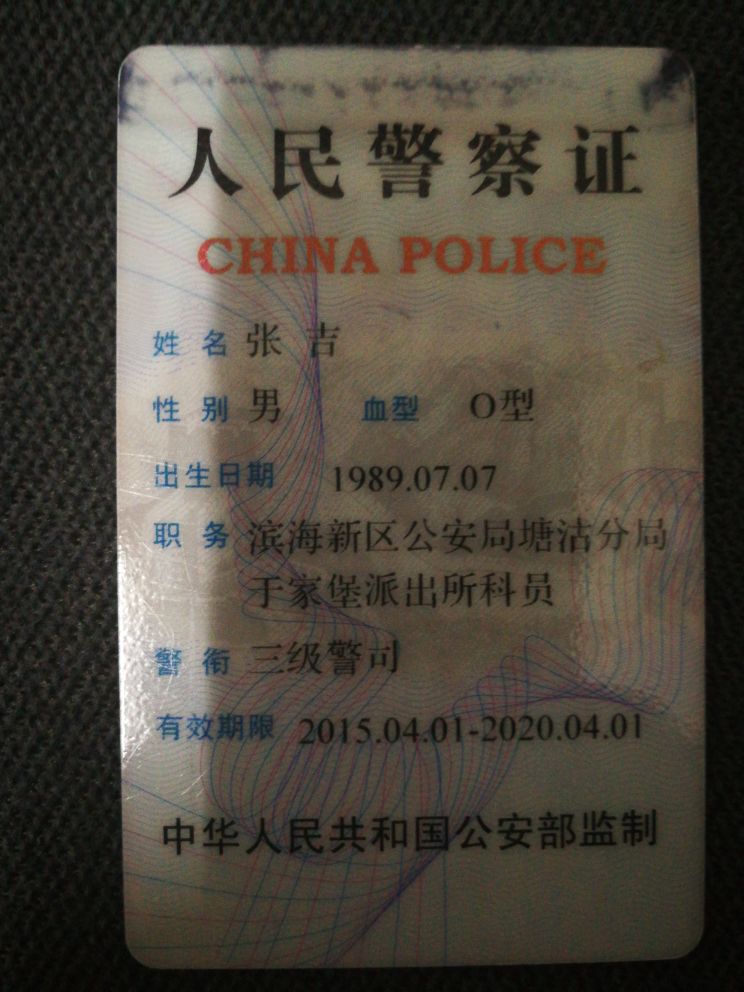 人民警察证
CHINA POLICE
姓名 张吉
性别 男 血型 O型
出生日期 1989.07.07
职务 滨海新区公安局塘沽分局
于家堡派出所科员
警衔 三级警司
有效期限 2015.04.01-2020.04.01
中华人民共和国公安部监制